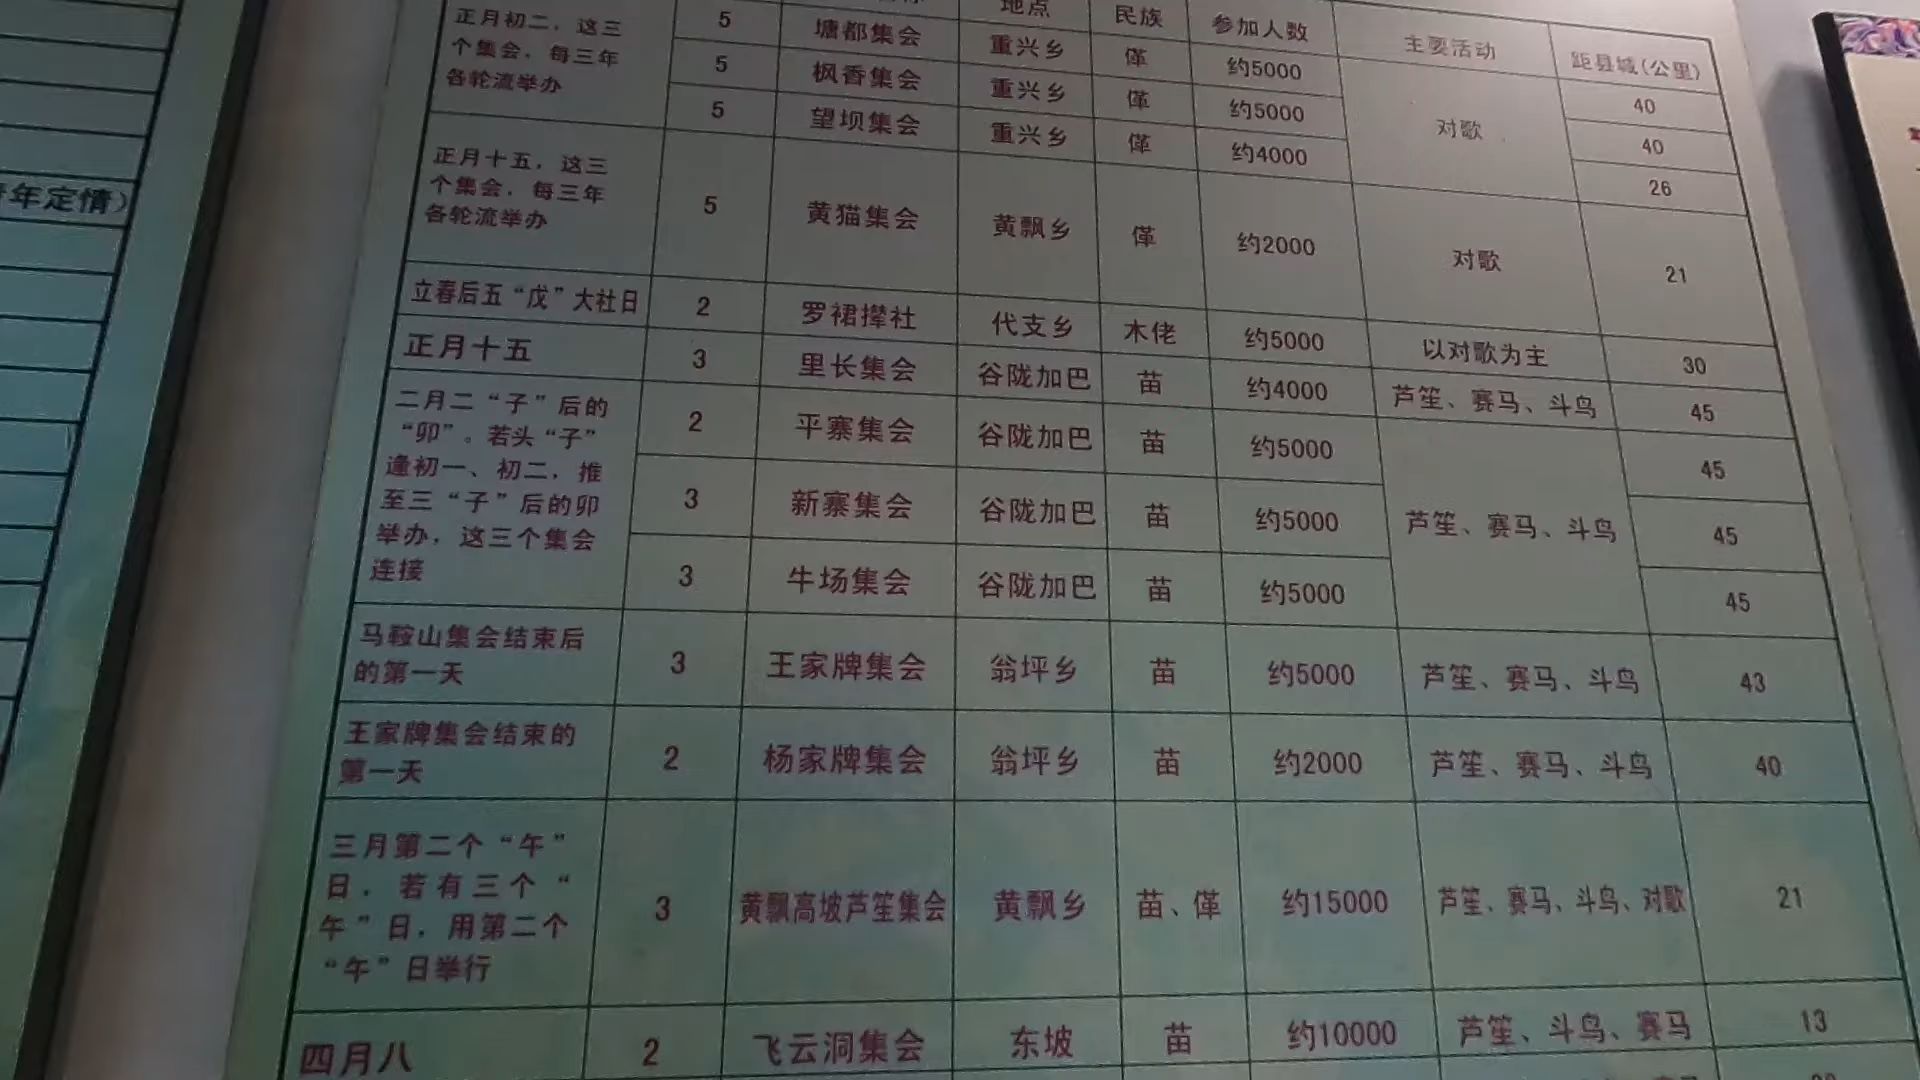 地点 民族 参加人数 主要活动 距县城(公里)
正月初二，这三
个集会，每三年
各轮流举办
5 塘都集会 重兴乡 僅 约5000 40
5 枫香集会 重兴乡 僅 约5000 对歌 40
5 望坝集会 重兴乡 僅 约4000 26
正月十五，这三
个集会，每三年
各轮流举办
5 黄猫集会 黄飘乡 僅 约2000 对歌 21
立春后五“戊”大社日 2 罗裙撵社 代支乡 木佬 约5000 以对歌为主 30
正月十五 3 里长集会 谷陇加巴 苗 约4000 芦笙、赛马、斗鸟 45
二月二“子”后的
“卯”。若头“子”
逢初一、初二，推
至三“子”后的卯
举办，这三个集会
连接
2 平寨集会 谷陇加巴 苗 约5000 45
3 新寨集会 谷陇加巴 苗 约5000 芦笙、赛马、斗鸟 45
3 牛场集会 谷陇加巴 苗 约5000 45
马鞍山集会结束后
的第一天
3 王家牌集会 翁坪乡 苗 约5000 芦笙、赛马、斗鸟 43
王家牌集会结束的
第一天
2 杨家牌集会 翁坪乡 苗 约2000 芦笙、赛马、斗鸟 40
三月第二个“午”
日，若有三个“
午”日，用第二个
“午”日举行
3 黄飘高坡芦笙集会 黄飘乡 苗、僅 约15000 芦笙、赛马、斗鸟、对歌 21
四月八 2 飞云洞集会 东坡 苗 约10000 芦笙、斗鸟、赛马 13
年定情）